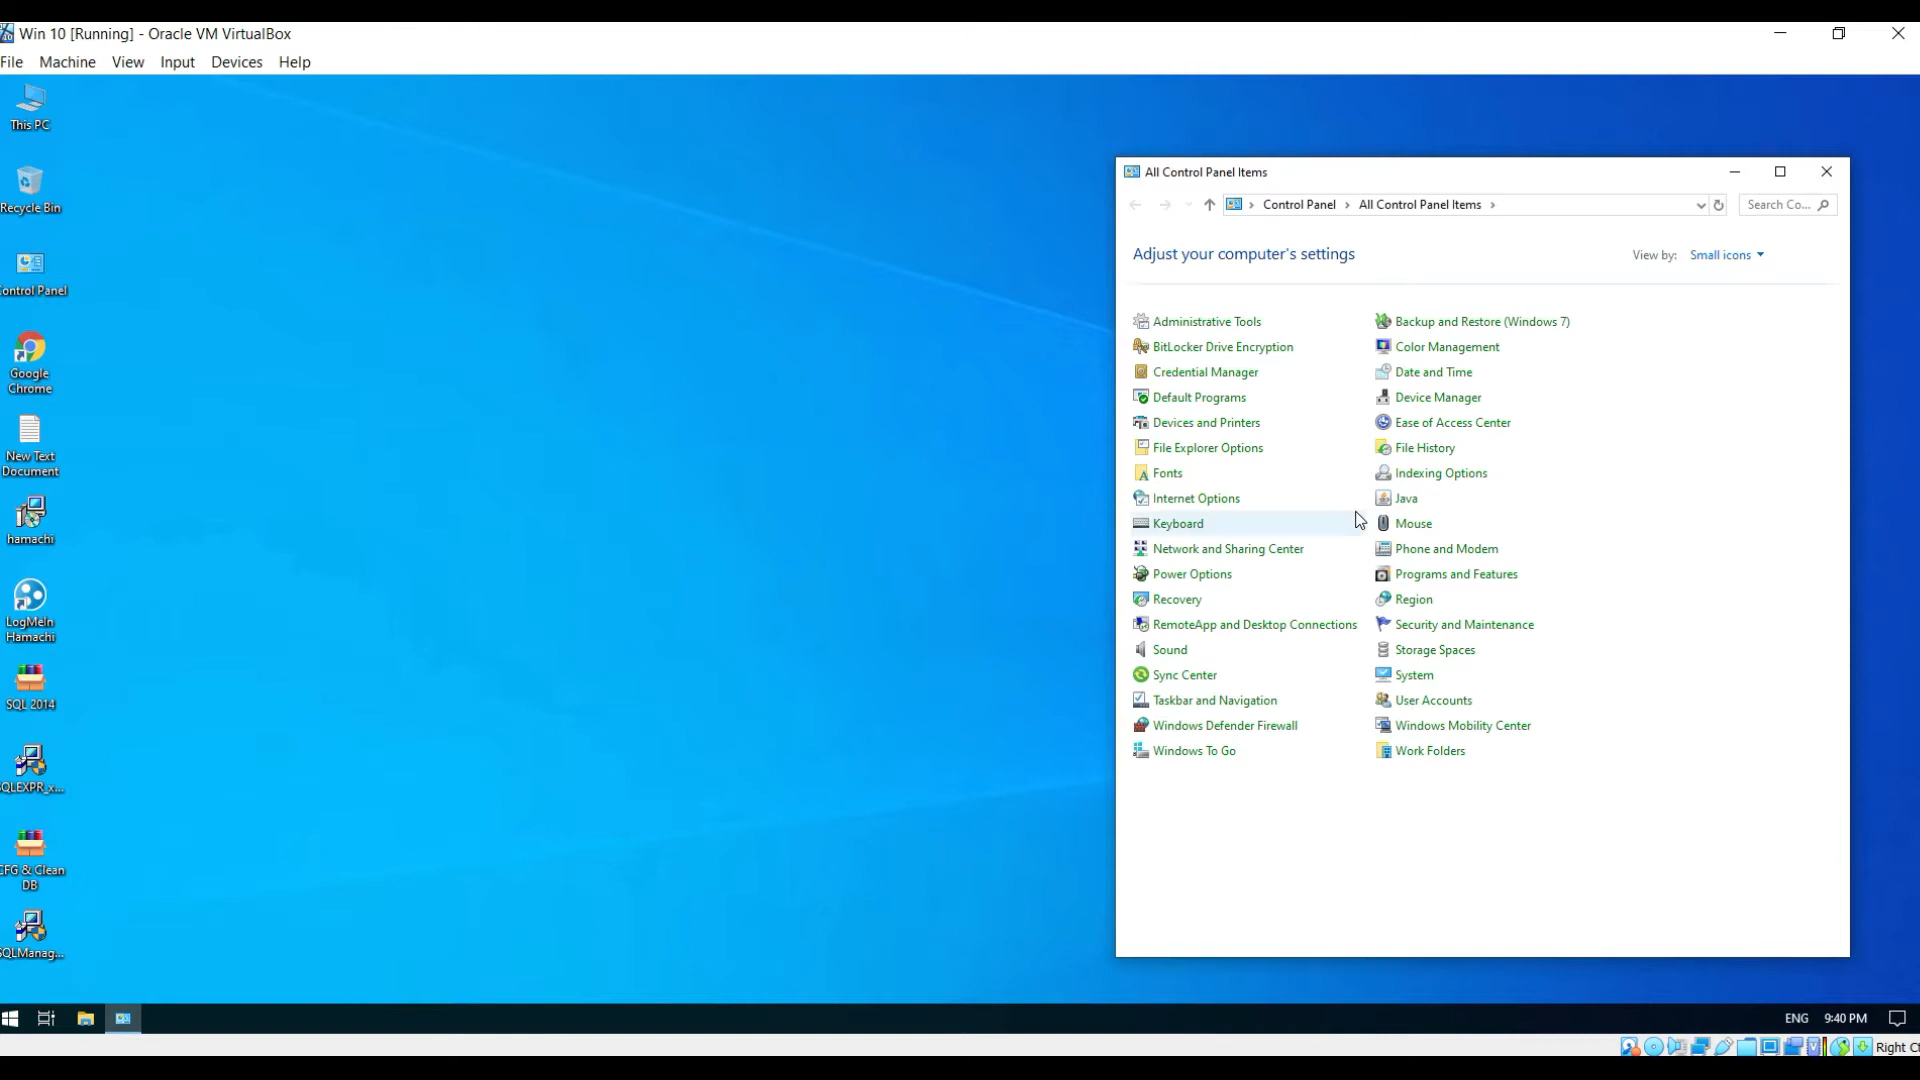 Win 10 [Running] - Oracle VM VirtualBox
File Machine View Input Devices Help
This PC
Recycle Bin
ontrol Panel
Google
Chrome
New Text
Document
hamachi
LogMeIn
Hamachi
SQL 2014
SQLEXPR_x...
CFG & Clean
DB
SQLManag...
All Control Panel Items
Control Panel > All Control Panel Items >
Search Co...
Adjust your computer's settings
View by: Small icons
Administrative Tools
BitLocker Drive Encryption
Credential Manager
Default Programs
Devices and Printers
File Explorer Options
Fonts
Internet Options
Keyboard
Network and Sharing Center
Power Options
Recovery
RemoteApp and Desktop Connections
Sound
Sync Center
Taskbar and Navigation
Windows Defender Firewall
Windows To Go
Backup and Restore (Windows 7)
Color Management
Date and Time
Device Manager
Ease of Access Center
File History
Indexing Options
Java
Mouse
Phone and Modem
Programs and Features
Region
Security and Maintenance
Storage Spaces
System
User Accounts
Windows Mobility Center
Work Folders
ENG 9:40 PM
Right Ct